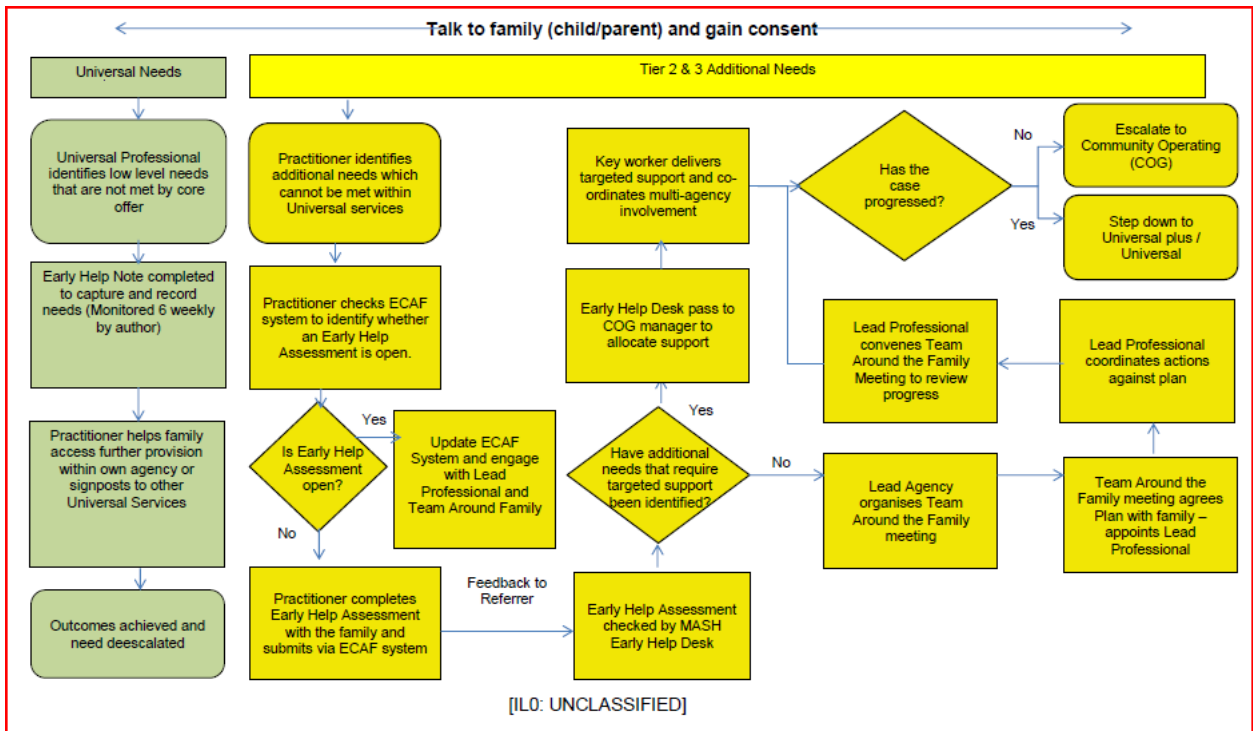 Talk to family (child/parent) and gain consent
Universal Needs
Tier 2 & 3 Additional Needs
Universal Professional
identifies low level needs
that are not met by core
offer
Early Help Note completed
to capture and record
needs (Monitored 6 weekly
by author)
Practitioner helps family
access further provision
within own agency or
signposts to other
Universal Services
Outcomes achieved and
need deescalated
Practitioner identifies
additional needs which
cannot be met within
Universal services
Practitioner checks ECAF
system to identify whether
an Early Help
Assessment is open.
Is Early Help
Assessment
open?
Yes
Update ECAF
System and engage
with Lead
Professional and
Team Around Family
No
Practitioner completes
Early Help Assessment
with the family and
submits via ECAF system
Feedback to
Referrer
Early Help Assessment
checked by MASH
Early Help Desk
Have additional
needs that require
targeted support
been identified?
Yes
Early Help Desk pass to
COG manager to
allocate support
Key worker delivers
targeted support and co-
ordinates multi-agency
involvement
No
Lead Agency
organises Team
Around the Family
meeting
Team Around the
Family meeting agrees
Plan with family –
appoints Lead
Professional
Lead Professional
coordinates actions
against plan
Lead Professional
convenes Team
Around the Family
Meeting to review
progress
Has the
case
progressed?
No
Escalate to
Community Operating
(COG)
Yes
Step down to
Universal plus /
Universal
[IL0: UNCLASSIFIED]